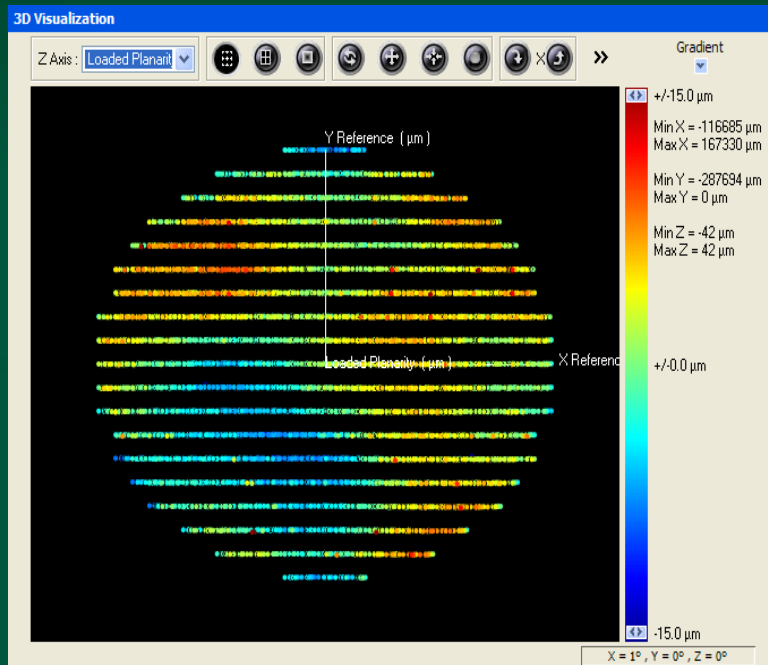 3D Visualization
Z Axis : Loaded Planarit
X
Gradient
+/-15.0 µm
Min X = -116685 µm
Max X = 167330 µm
Min Y = -287694 µm
Max Y = 0 µm
Min Z = -42 µm
Max Z = 42 µm
Y Reference ( µm )
Loaded Planarity ( µm )
X Referenc
+/-0.0 µm
-15.0 µm
X = 1° , Y = 0° , Z = 0°